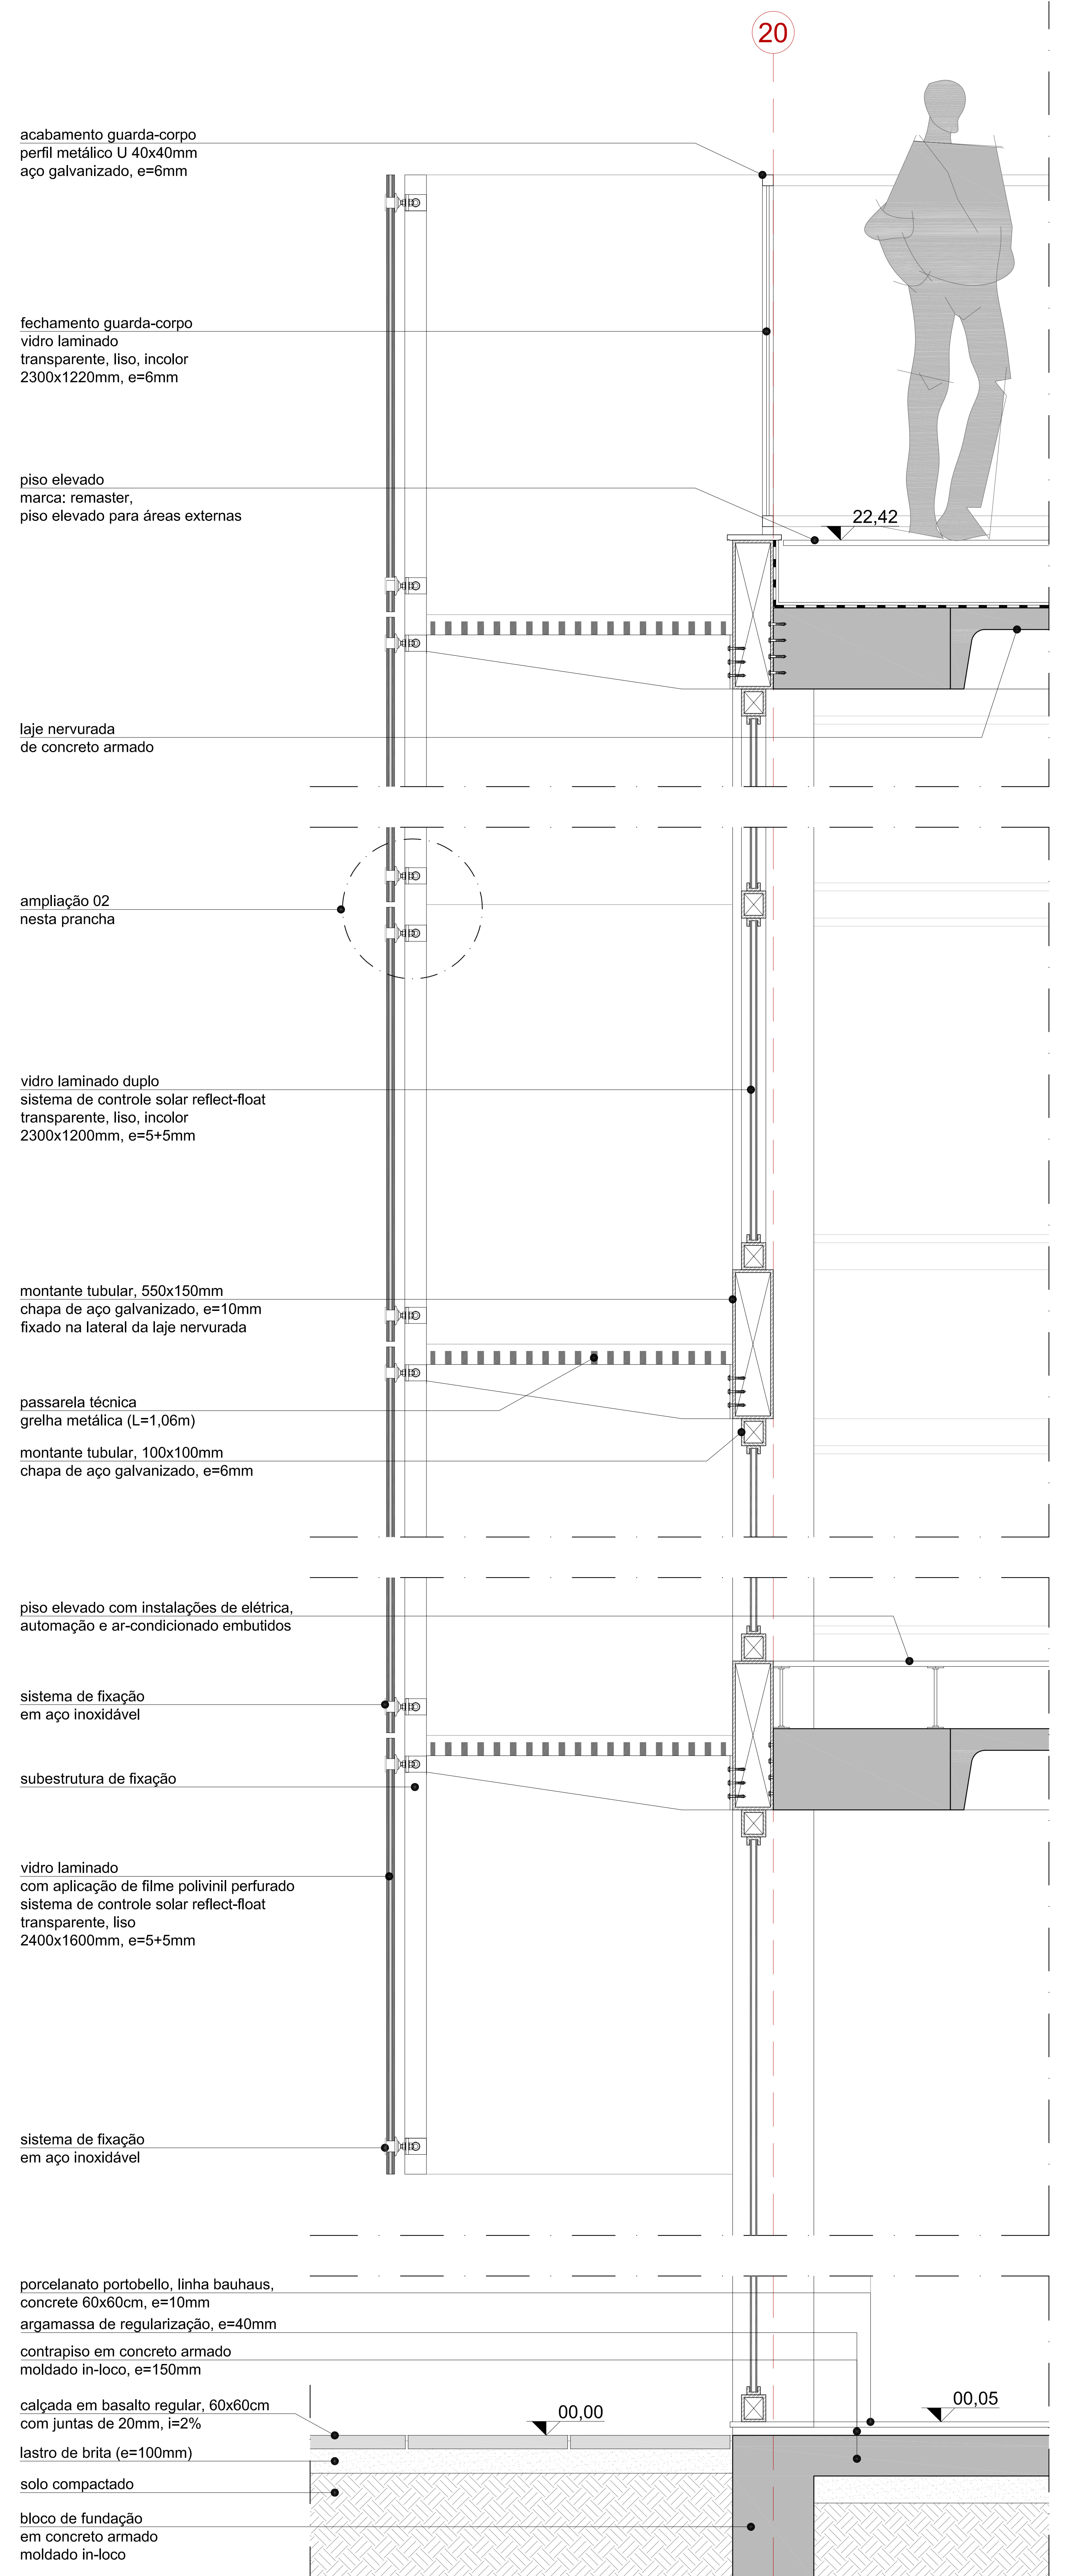 20
acabamento guarda-corpo
perfil metálico U 40x40mm
aço galvanizado, e=6mm
fechamento guarda-corpo
vidro laminado
transparente, liso, incolor
2300x1220mm, e=6mm
piso elevado
marca: remaster,
piso elevado para áreas externas
22,42
laje nervurada
de concreto armado
ampliação 02
nesta prancha
vidro laminado duplo
sistema de controle solar reflect-float
transparente, liso, incolor
2300x1200mm, e=5+5mm
montante tubular, 550x150mm
chapa de aço galvanizado, e=10mm
fixado na lateral da laje nervurada
passarela técnica
grelha metálica (L=1,06m)
montante tubular, 100x100mm
chapa de aço galvanizado, e=6mm
piso elevado com instalações de elétrica,
automação e ar-condicionado embutidos
sistema de fixação
em aço inoxidável
subestrutura de fixação
vidro laminado
com aplicação de filme polivinil perfurado
sistema de controle solar reflect-float
transparente, liso
2400x1600mm, e=5+5mm
sistema de fixação
em aço inoxidável
porcelanato portobello, linha bauhaus,
concrete 60x60cm, e=10mm
argamassa de regularização, e=40mm
contrapiso em concreto armado
moldado in-loco, e=150mm
calçada em basalto regular, 60x60cm
com juntas de 20mm, i=2%
00,00
00,05
lastro de brita (e=100mm)
solo compactado
bloco de fundação
em concreto armado
moldado in-loco